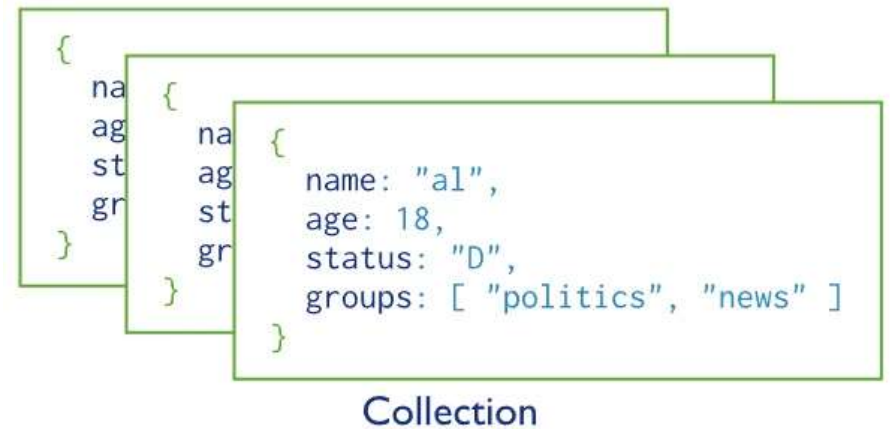 {
na
ag
st
gr
}
{
na
ag
st
gr
}
{
name: "al",
age: 18,
status: "D",
groups: [ "politics", "news" ]
}
Collection